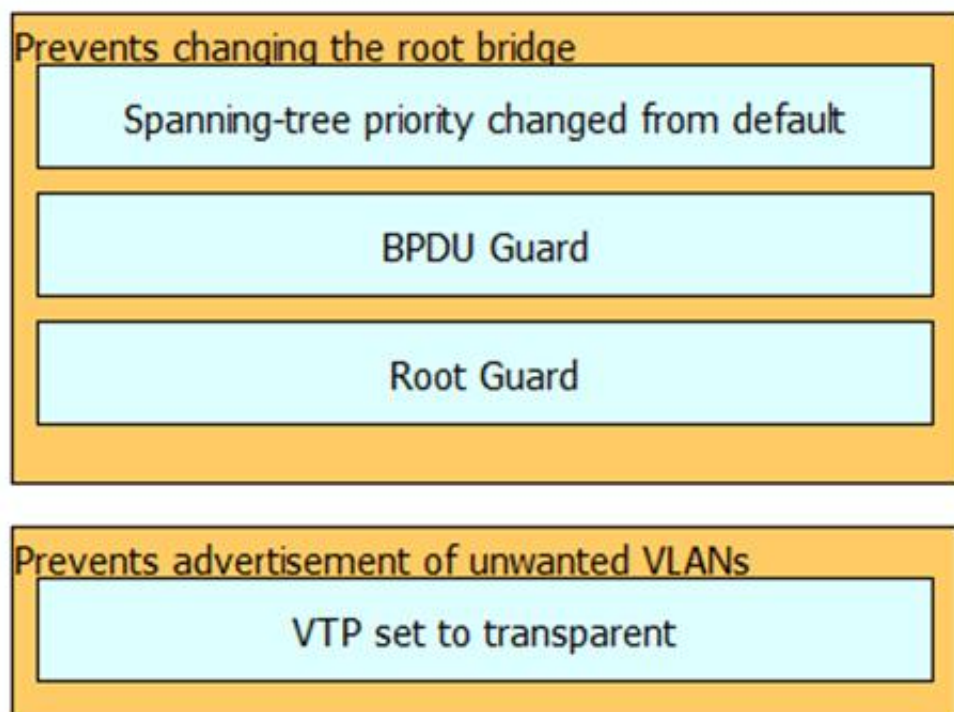 Prevents changing the root bridge
Spanning-tree priority changed from default
BPDU Guard
Root Guard
Prevents advertisement of unwanted VLANs
VTP set to transparent